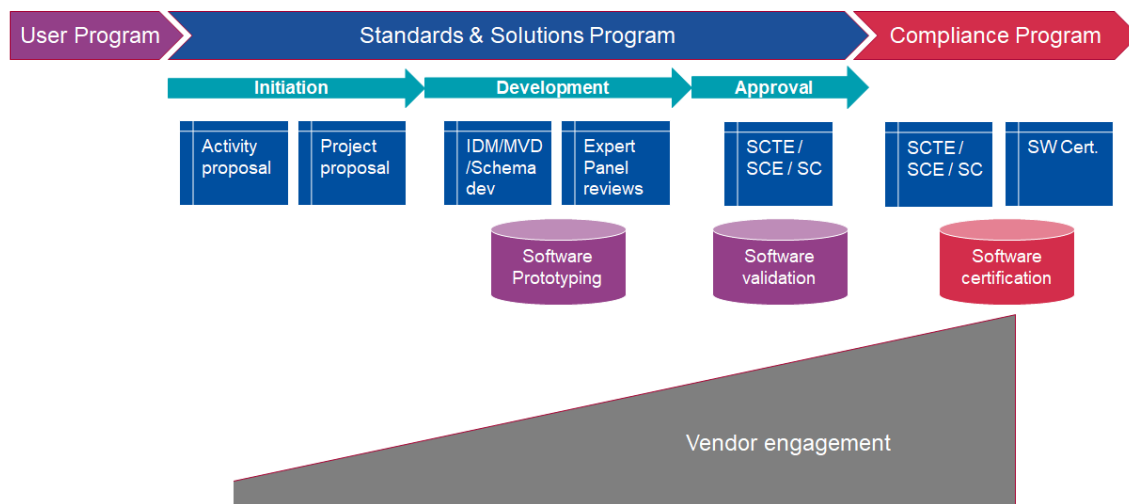 User Program
Standards & Solutions Program
Compliance Program
Initiation
Development
Approval
Activity
proposal
Project
proposal
IDM/MVD
/Schema
dev
Expert
Panel
reviews
SCTE /
SCE / SC
SCTE /
SCE / SC
SW Cert.
Software
Prototyping
Software
validation
Software
certification
Vendor engagement